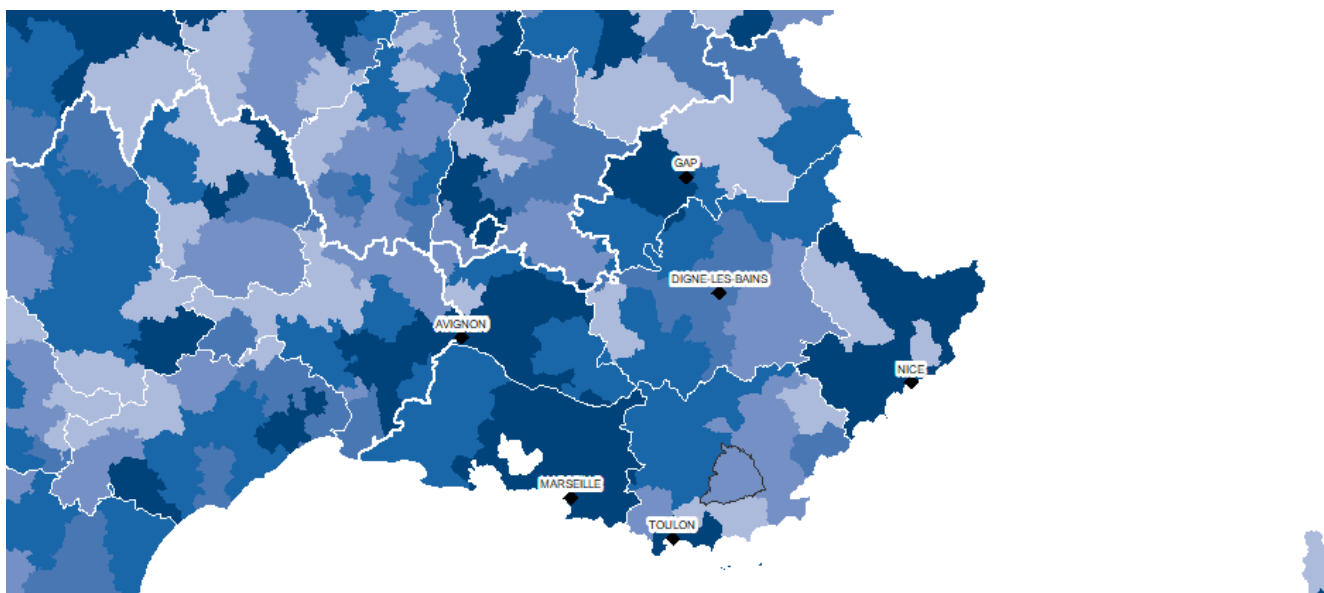 GAP
DIGNE-LES-BAINS
AVIGNON
NICE
MARSEILLE
TOULON